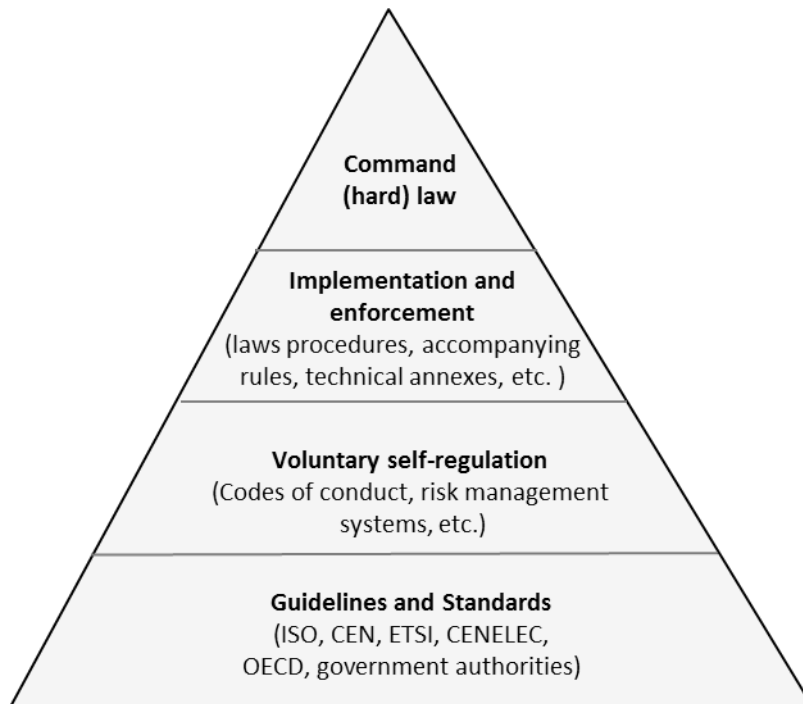 Command
(hard) law
Implementation and
enforcement
(laws procedures, accompanying
rules, technical annexes, etc. )
Voluntary self-regulation
(Codes of conduct, risk management
systems, etc.)
Guidelines and Standards
(ISO, CEN, ETSI, CENELEC,
OECD, government authorities)